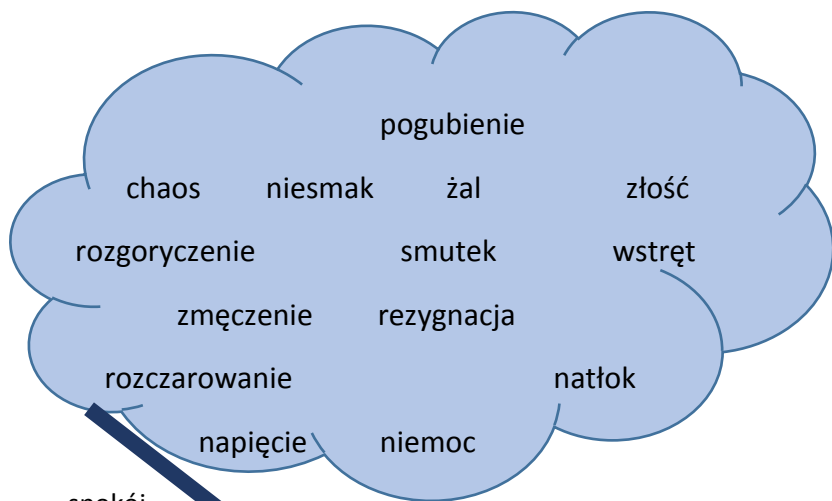 pogubienie
chaos niesmak żal złość
rozgoryczenie smutek wstręt
zmęczenie rezygnacja
rozczarowanie natłok
napięcie niemoc
spokój